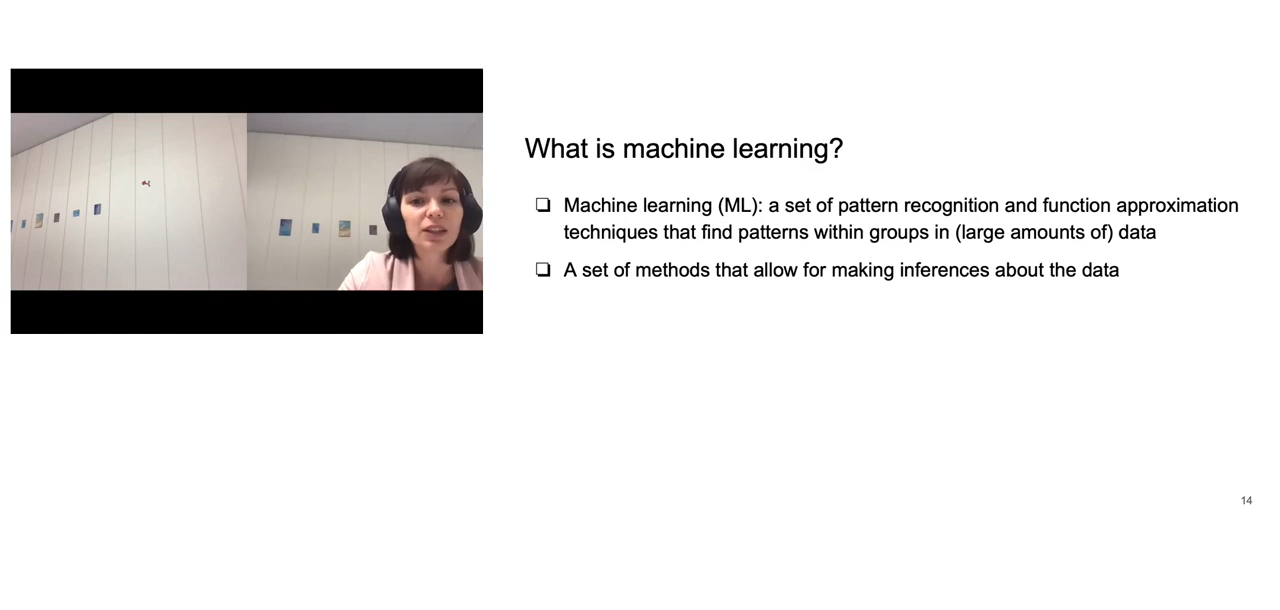 What is machine learning?
❏ Machine learning (ML): a set of pattern recognition and function approximation
techniques that find patterns within groups in (large amounts of) data
❏ A set of methods that allow for making inferences about the data
14